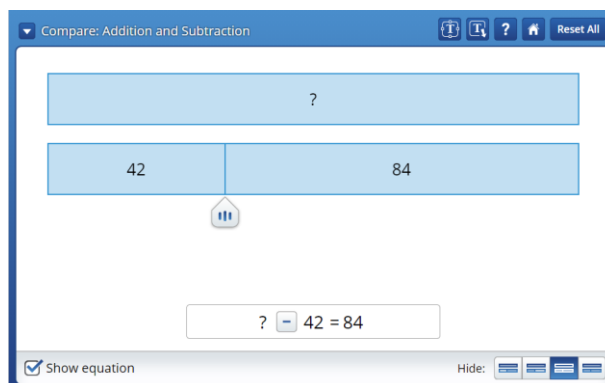 Compare: Addition and Subtraction T T ? Reset All
?
42 84
? − 42 = 84
Show equation Hide: